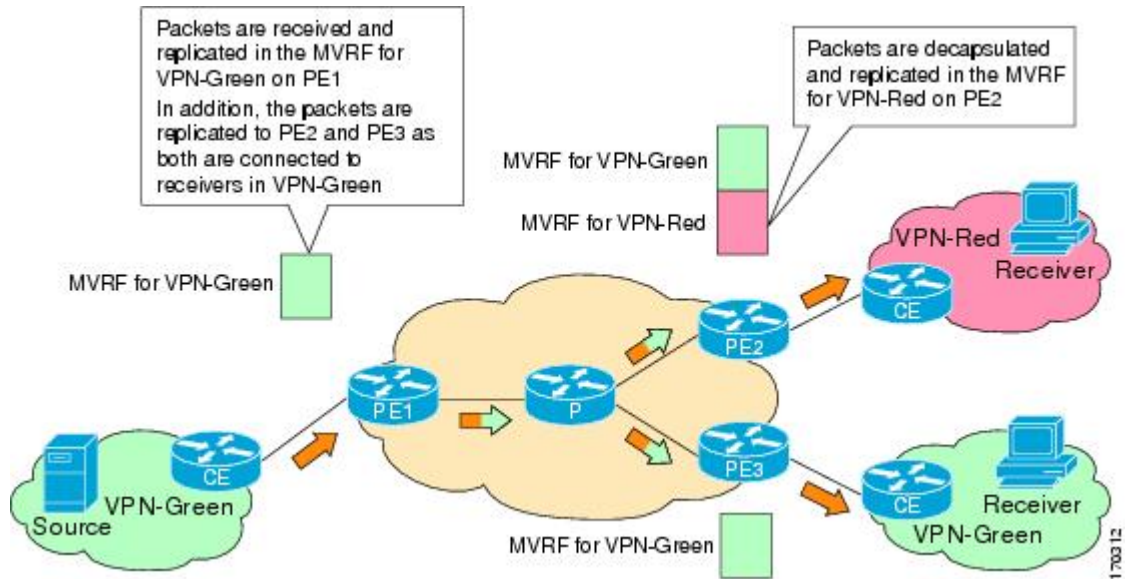 Packets are received and
replicated in the MVRF for
VPN-Green on PE1
In addition, the packets are
replicated to PE2 and PE3 as
both are connected to
receivers in VPN-Green
Packets are decapsulated
and replicated in the MVRF
for VPN-Red on PE2
MVRF for VPN-Green
MVRF for VPN-Red
MVRF for VPN-Green
VPN-Red
Receiver
CE
PE2
PE1
P
CE
VPN-Green
Source
PE3
CE
Receiver
VPN-Green
MVRF for VPN-Green
170312